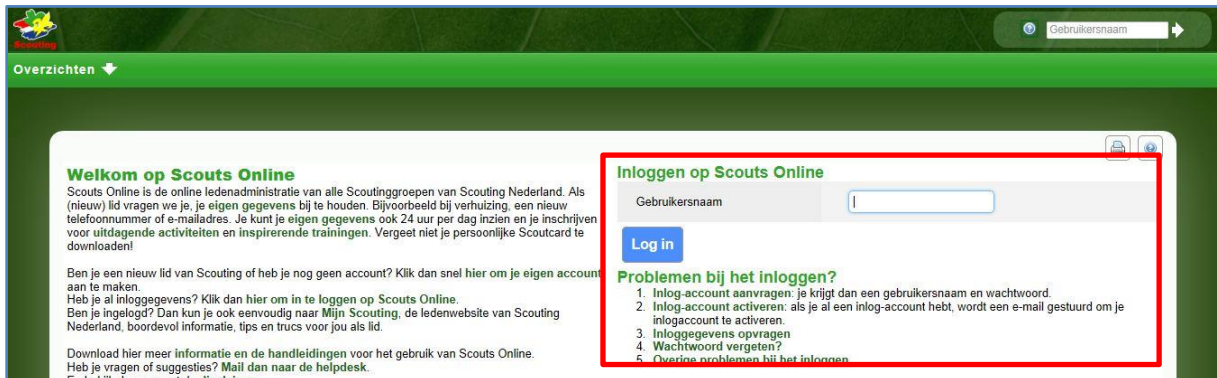 Scouting
Gebruikersnaam
Overzichten
Welkom op Scouts Online
Scouts Online is de online ledenadministratie van alle Scoutinggroepen van Scouting Nederland. Als
(nieuw) lid vragen we je, je eigen gegevens bij te houden. Bijvoorbeeld bij verhuizing, een nieuw
telefoonnummer of e-mailadres. Je kunt je eigen gegevens ook 24 uur per dag inzien en je inschrijven
voor uitdagende activiteiten en inspirerende trainingen. Vergeet niet je persoonlijke Scoutcard te
downloaden!
Ben je een nieuw lid van Scouting of heb je nog geen account? Klik dan snel hier om je eigen account
aan te maken.
Heb je al inloggegevens? Klik dan hier om in te loggen op Scouts Online.
Ben je ingelogd? Dan kun je ook eenvoudig naar Mijn Scouting, de ledenwebsite van Scouting
Nederland, boordevol informatie, tips en trucs voor jou als lid.
Download hier meer informatie en de handleidingen voor het gebruik van Scouts Online.
Heb je vragen of suggesties? Mail dan naar de helpdesk.
Inloggen op Scouts Online
Gebruikersnaam
Log in
Problemen bij het inloggen?
1. Inlog-account aanvragen: je krijgt dan een gebruikersnaam en wachtwoord.
2. Inlog-account activeren: als je al een inlog-account hebt, wordt een e-mail gestuurd om je
inlogaccount te activeren.
3. Inloggegevens opvragen
4. Wachtwoord vergeten?
5. Overige problemen bij het inloggen